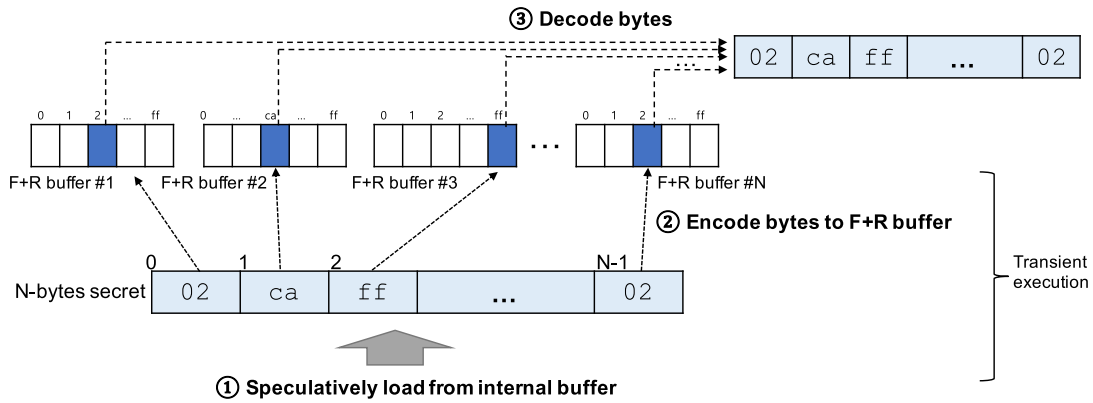 ③ Decode bytes
02 ca ff ... 02
...
0 1 2 ... ff
0 ... ca ... ff
0 1 2 ... ff
0 1 2 ... ff
...
F+R buffer #1
F+R buffer #2
F+R buffer #3
F+R buffer #N
② Encode bytes to F+R buffer
0 1 2 N-1
N-bytes secret
02 ca ff ... 02
Transient
execution
① Speculatively load from internal buffer